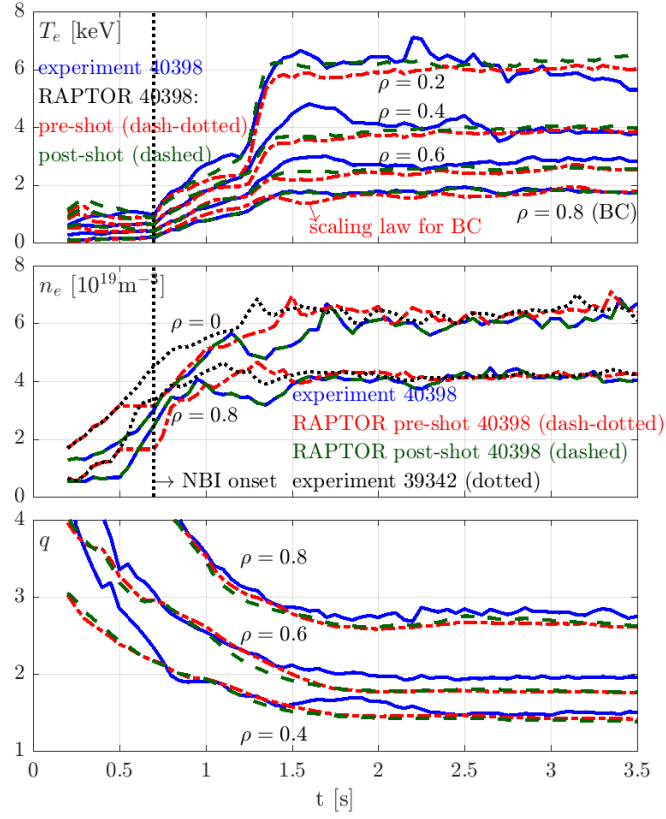 T_e [keV]
8
6
4
2
0
experiment 40398
RAPTOR 40398:
pre-shot (dash-dotted)
post-shot (dashed)
ρ = 0.2
ρ = 0.4
ρ = 0.6
ρ = 0.8 (BC)
scaling law for BC
n_e [10^19 m^-3]
8
6
4
2
0
ρ = 0
ρ = 0.8
experiment 40398
RAPTOR pre-shot 40398 (dash-dotted)
RAPTOR post-shot 40398 (dashed)
→ NBI onset experiment 39342 (dotted)
q
4
3
2
1
ρ = 0.8
ρ = 0.6
ρ = 0.4
0 0.5 1 1.5 2 2.5 3 3.5
t [s]